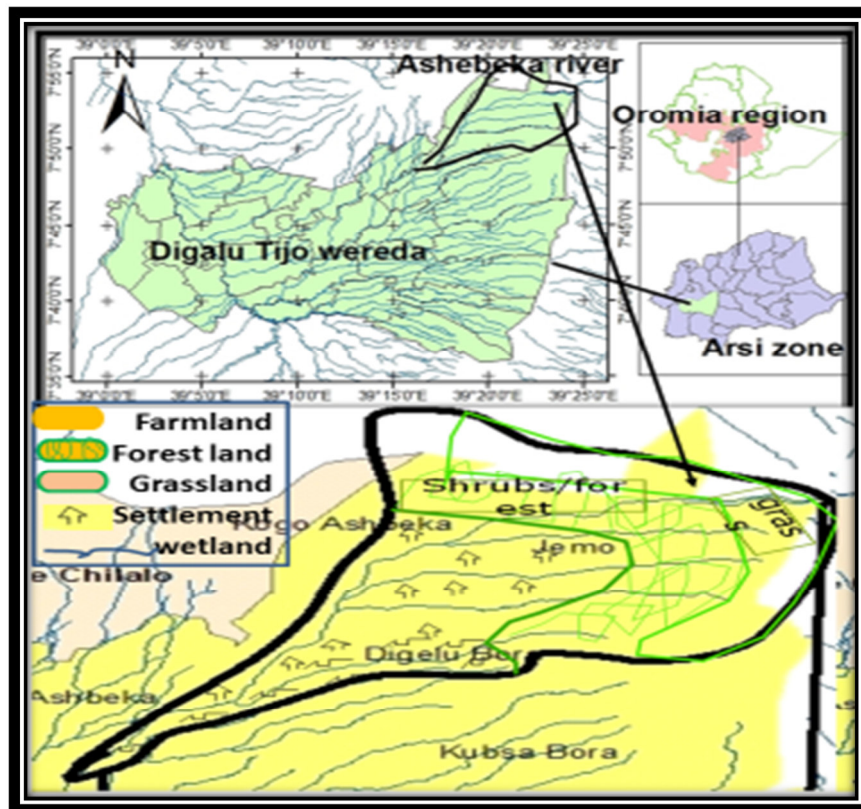 39°0'0"E 39°5'0"E 39°10'0"E 39°15'0"E 39°20'0"E 39°25'0"E
N
7°55'0"N
7°50'0"N
7°45'0"N
7°40'0"N
7°35'0"N
Ashebeka river
Digalu Tijo wereda
39°0'0"E 39°5'0"E 39°10'0"E 39°15'0"E 39°20'0"E 39°25'0"E
7°50'0"N
Oromia region
Arsi zone
Farmland
Forest land
Grassland
Settlement
wetland
Shrubs/for
est
gras
s
Ashbeka
Jemo
e Chilalo
Digelu Bor
Ashbeka
Kubsa Bora